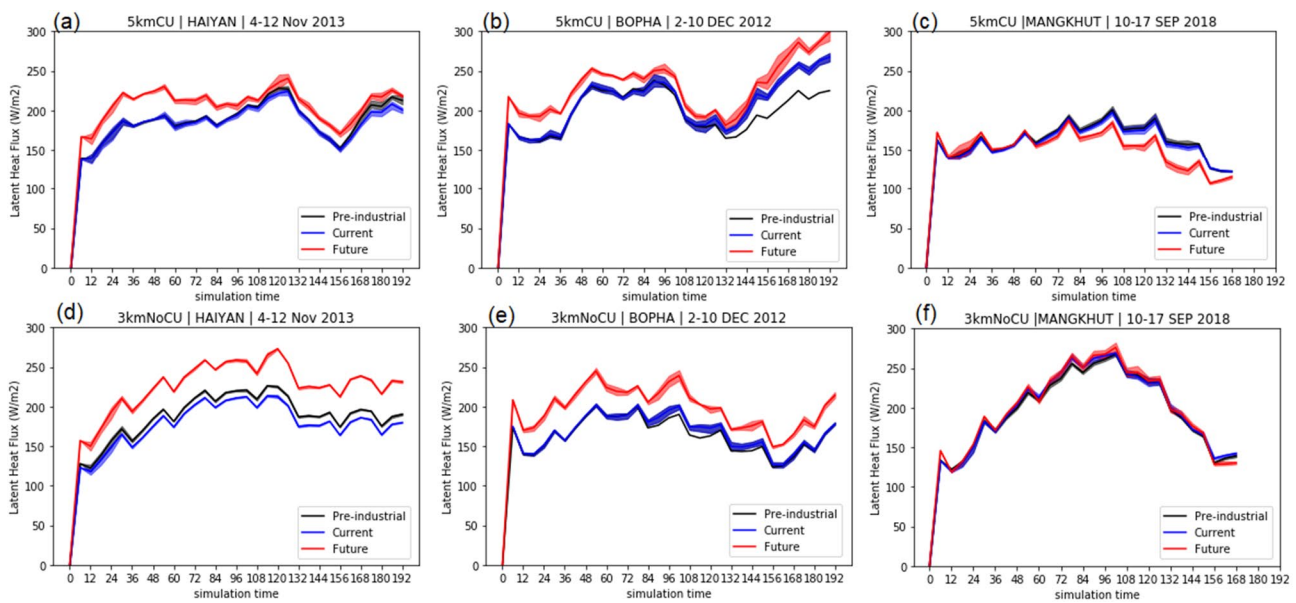 (a) 5kmCU | HAIYAN | 4-12 Nov 2013
Latent Heat Flux (W/m2)
300
250
200
150
100
50
0
Pre-industrial
Current
Future
0 12 24 36 48 54 60 72 84 96 108 120 132 144 156 168 180 192
simulation time
(b) 5kmCU | BOPHA | 2-10 DEC 2012
Latent Heat Flux (W/m2)
300
250
200
150
100
50
0
Pre-industrial
Current
Future
0 12 24 36 48 54 60 72 84 96 108 120 132 144 156 168 180 192
simulation time
(c) 5kmCU |MANGKHUT | 10-17 SEP 2018
Latent Heat Flux (W/m2)
300
250
200
150
100
50
0
Pre-industrial
Current
Future
0 12 24 36 48 54 60 72 84 96 108 120 132 144 156 168 180 192
simulation time
(d) 3kmNoCU | HAIYAN | 4-12 Nov 2013
Latent Heat Flux (W/m2)
300
250
200
150
100
50
0
Pre-industrial
Current
Future
0 12 24 36 48 54 60 72 84 96 108 120 132 144 156 168 180 192
simulation time
(e) 3kmNoCU | BOPHA | 2-10 DEC 2012
Latent Heat Flux (W/m2)
300
250
200
150
100
50
0
Pre-industrial
Current
Future
0 12 24 36 48 54 60 72 84 96 108 120 132 144 156 168 180 192
simulation time
(f) 3kmNoCU |MANGKHUT | 10-17 SEP 2018
Latent Heat Flux (W/m2)
300
250
200
150
100
50
0
Pre-industrial
Current
Future
0 12 24 36 48 54 60 72 84 96 108 120 132 144 156 168 180 192
simulation time